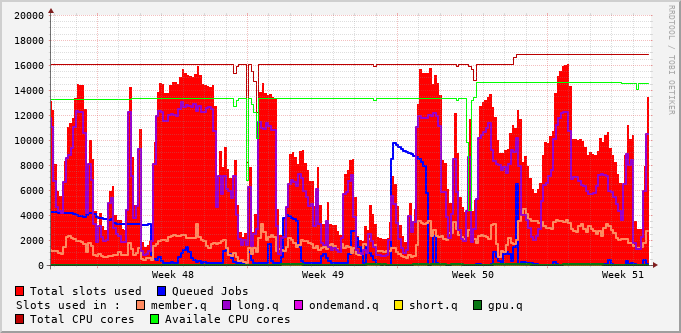 RRDTOOL / TOBI OETIKER
20000
18000
16000
14000
12000
10000
8000
6000
4000
2000
0
Week 48 Week 49 Week 50 Week 51
Total slots used Queued Jobs
Slots used in : member.q long.q ondemand.q short.q gpu.q
Total CPU cores Availale CPU cores